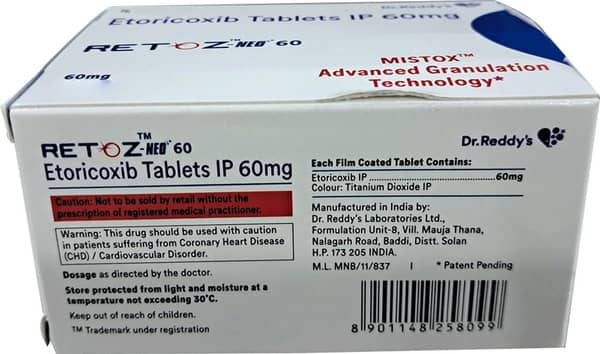 Etoricoxib Tablets IP 60mg
Dr.Reddy's
RETOZ-NEO® 60
60mg
MISTOX™
Advanced Granulation
Technology*
RETOZ™-NEO® 60
Etoricoxib Tablets IP 60mg
Caution: Not to be sold by retail without the
prescription of registered medical practitioner.
Warning: This drug should be used with caution
in patients suffering from Coronary Heart Disease
(CHD) / Cardiovascular Disorder.
Dosage as directed by the doctor.
Store protected from light and moisture at a
temperature not exceeding 30°C.
Keep out of reach of children.
™ Trademark under registration
Dr.Reddy's
Each Film Coated Tablet Contains:
Etoricoxib IP ........................................60mg
Colour: Titanium Dioxide IP
Manufactured in India by:
Dr. Reddy's Laboratories Ltd.,
Formulation Unit-8, Vill. Mauja Thana,
Nalagarh Road, Baddi, Distt. Solan
H.P. 173 205 INDIA.
M.L. MNB/11/837 | * Patent Pending
8 901148 258099